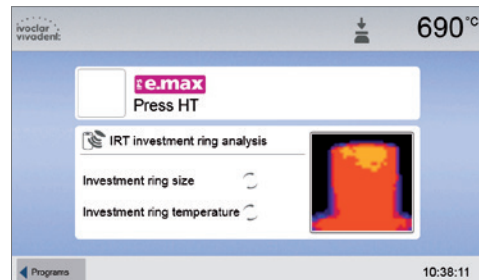 ivoclar
vivadent:
690°C
IPS e.max
Press HT
IRT investment ring analysis
Investment ring size
Investment ring temperature
Programs
10:38:11